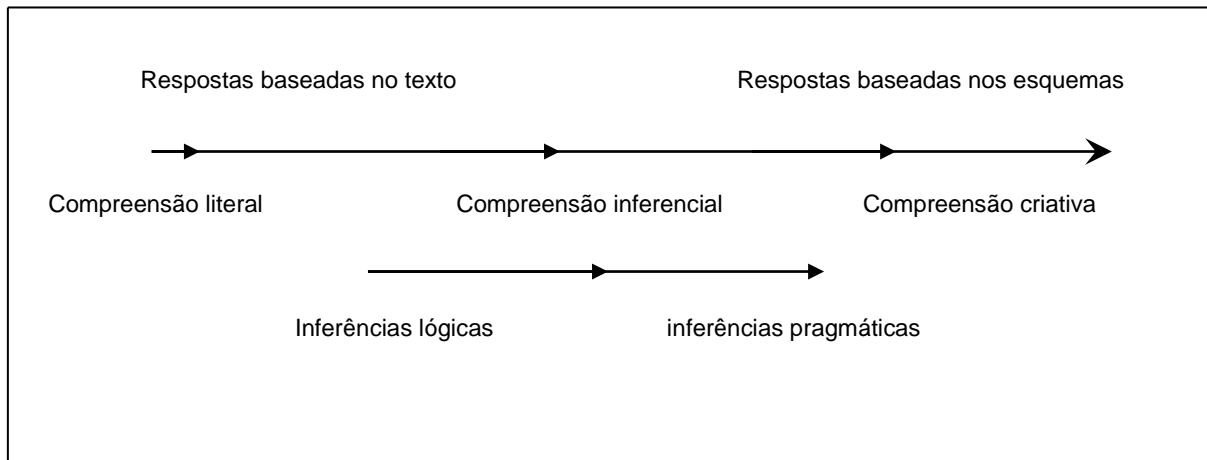 Respostas baseadas no texto Respostas baseadas nos esquemas
Compreensão literal Compreensão inferencial Compreensão criativa
Inferências lógicas inferências pragmáticas